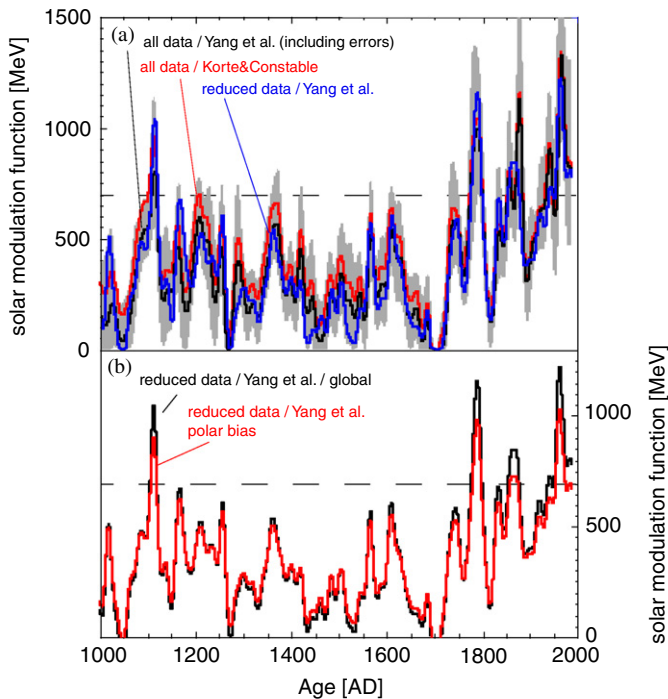 1500
(a)
all data / Yang et al. (including errors)
all data / Korte&Constable
reduced data / Yang et al.
1000
500
0
solar modulation function [MeV]
(b)
reduced data / Yang et al. / global
reduced data / Yang et al.
polar bias
1000
500
0
solar modulation function [MeV]
1000 1200 1400 1600 1800 2000
Age [AD]